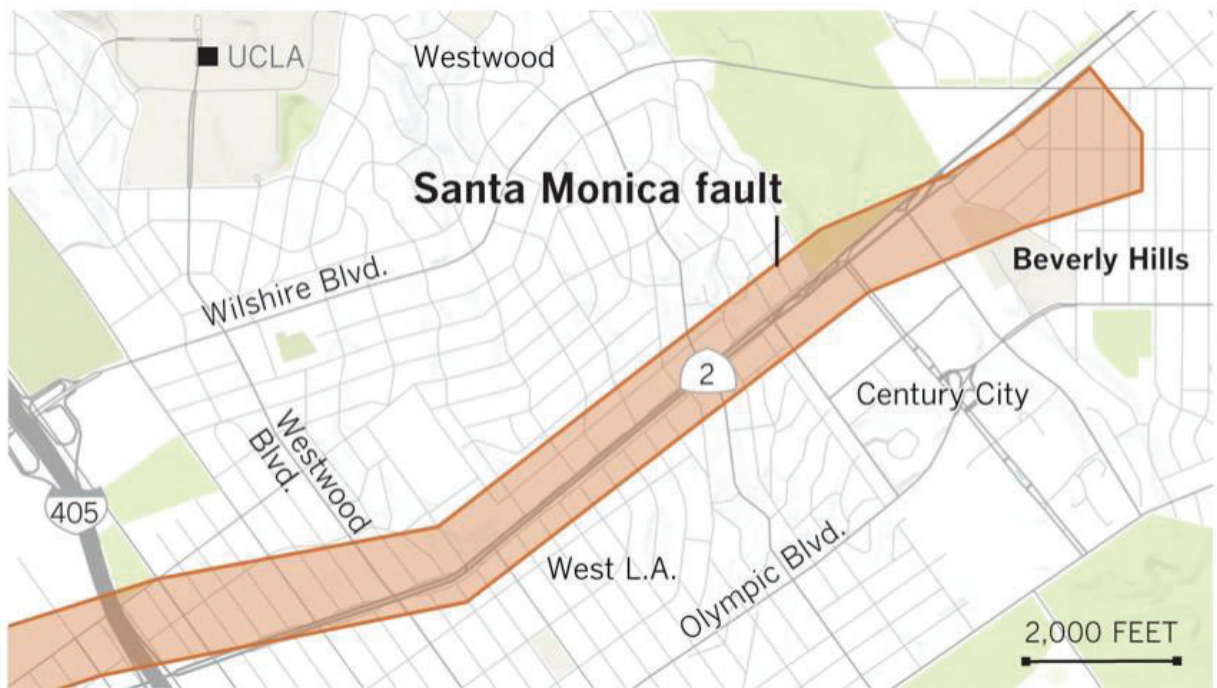 UCLA
Westwood
Santa Monica fault
Beverly Hills
Wilshire Blvd.
2
Century City
Westwood
Blvd.
405
West L.A.
Olympic Blvd.
2,000 FEET